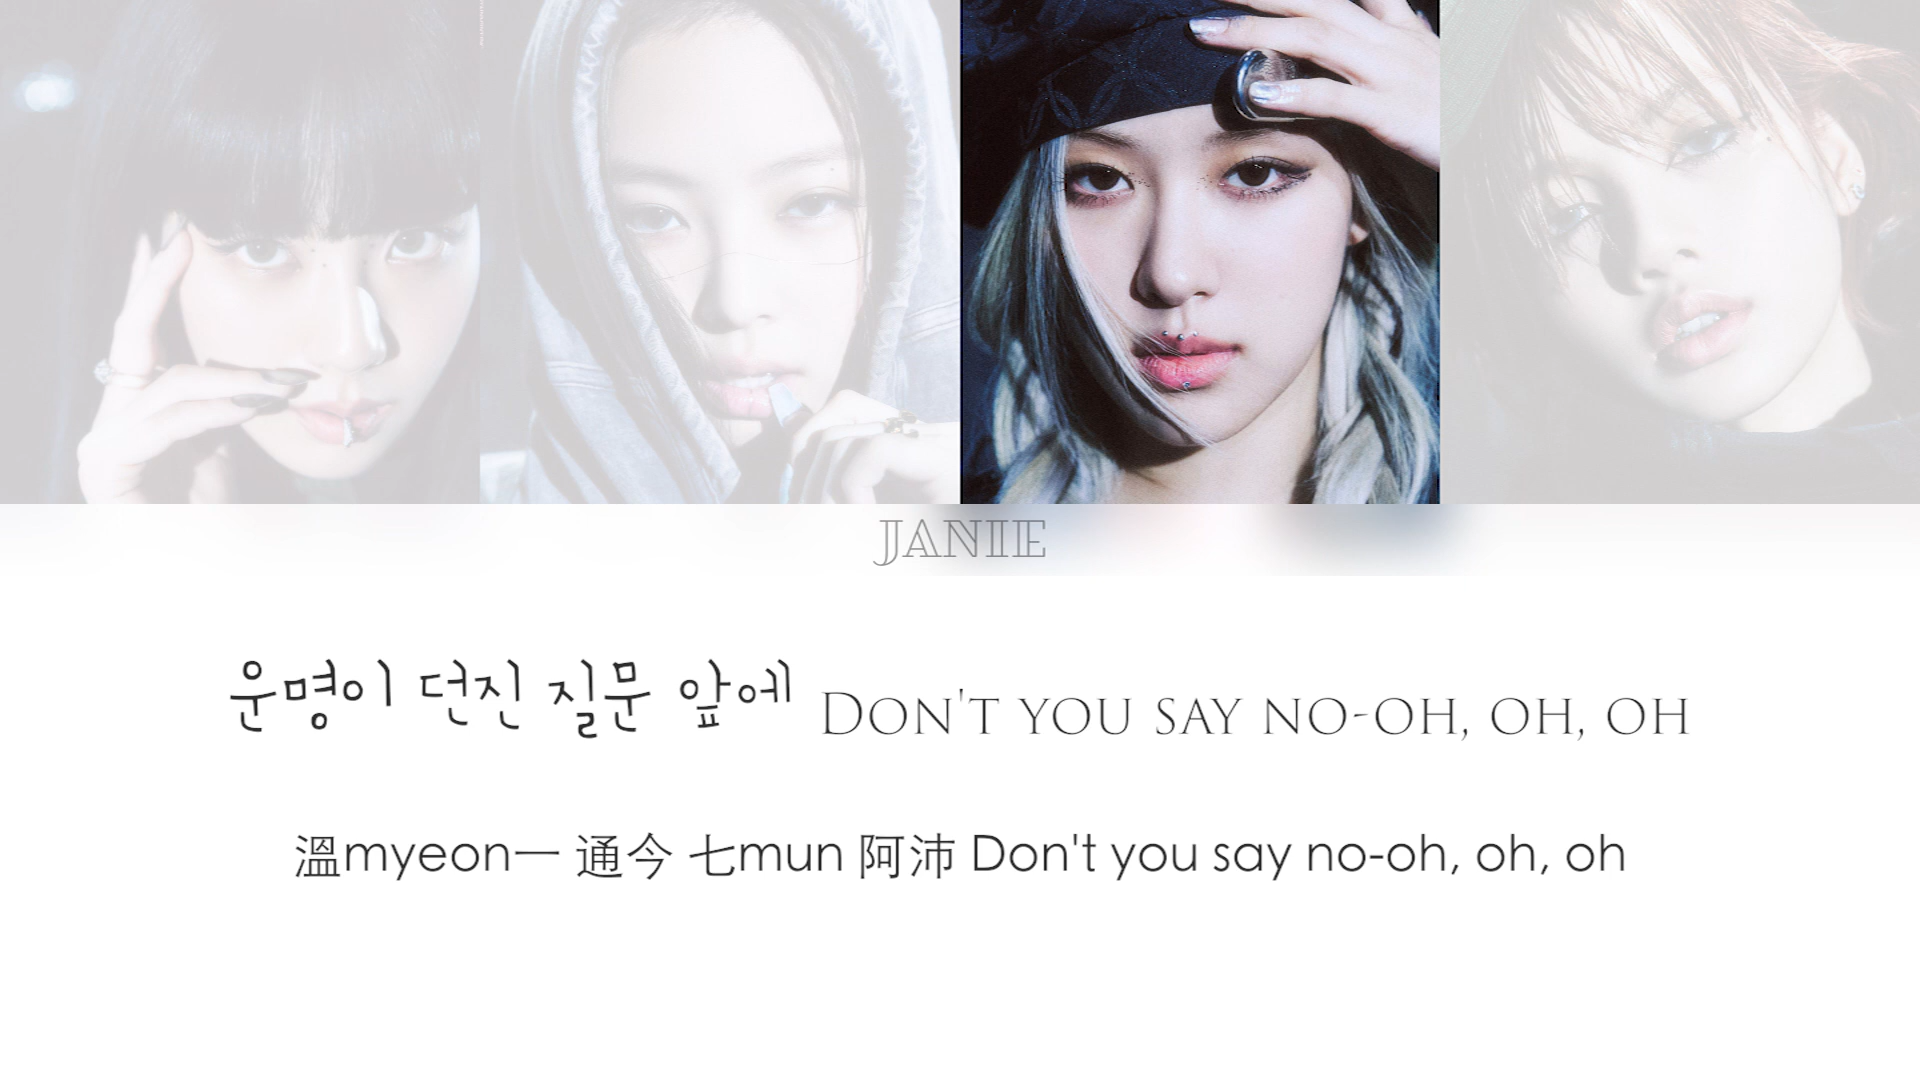 JANIE
운명이 던진 질문 앞에 Don't you say no-oh, oh, oh
溫myeon一 通今 七mun 阿沛 Don't you say no-oh, oh, oh